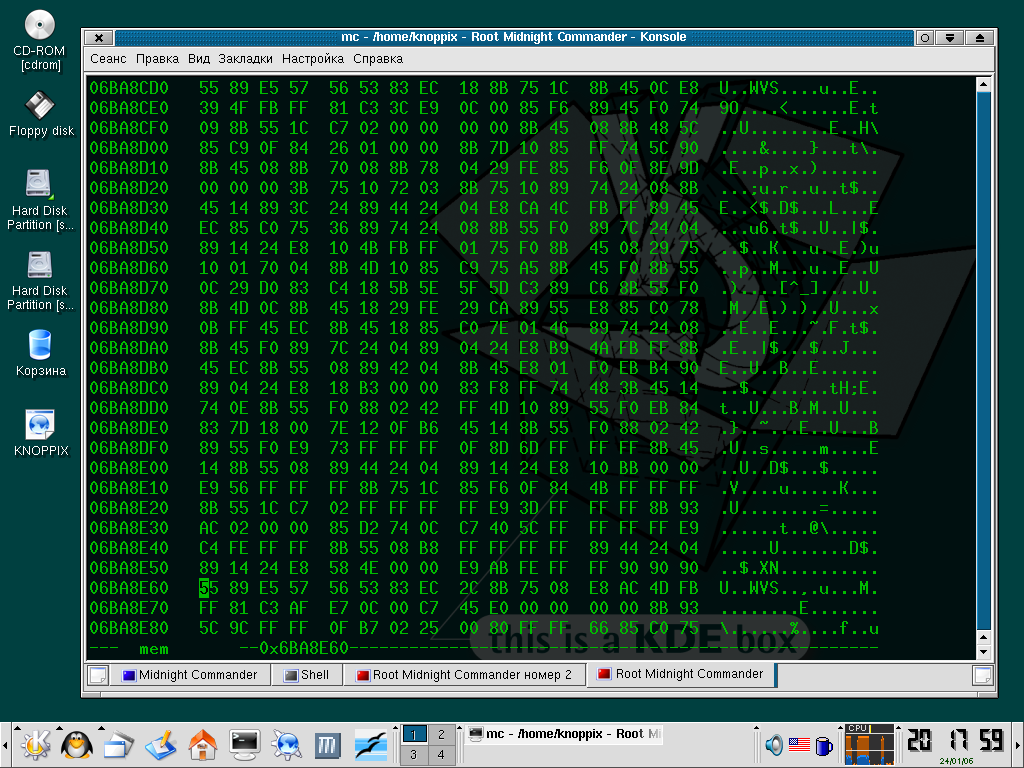 CD-ROM
[cdrom]
Floppy disk
Hard Disk
Partition [s...
Hard Disk
Partition [s...
Корзина
KNOPPIX
mc - /home/knoppix - Root Midnight Commander - Konsole
Сеанс Правка Вид Закладки Настройка Справка
06BA8CD0 55 89 E5 57 56 53 83 EC 18 8B 75 1C 8B 45 0C E8 U..WVS....u..E..
06BA8CE0 39 4F FB FF 81 C3 3C E9 0C 00 85 F6 89 45 F0 74 9O....<......E.t
06BA8CF0 09 8B 55 1C C7 02 00 00 00 00 8B 45 08 8B 48 5C ..U........E..H\
06BA8D00 85 C9 0F 84 26 01 00 00 8B 7D 10 85 FF 74 5C 90 ....&....}...t\.
06BA8D10 8B 45 08 8B 70 08 8B 78 04 29 FE 85 F6 0F 8E 9D .E..p..x.)......
06BA8D20 00 00 00 3B 75 10 72 03 8B 75 10 89 74 24 08 8B ...;u.r..u..t$..
06BA8D30 45 14 89 3C 24 89 44 24 04 E8 CA 4C FB FF 89 45 E..<$.D$...L...E
06BA8D40 EC 85 C0 75 36 89 74 24 08 8B 55 F0 89 7C 24 04 ...u6.t$..U..|$.
06BA8D50 89 14 24 E8 10 4B FB FF 01 75 F0 8B 45 08 29 75 ..$..K...u..E.)u
06BA8D60 10 01 70 04 8B 4D 10 85 C9 75 A5 8B 45 F0 8B 55 ..p..M...u..E..U
06BA8D70 0C 29 D0 83 C4 18 5B 5E 5F 5D C3 89 C6 8B 55 F0 .)....[^_]....U.
06BA8D80 8B 4D 0C 8B 45 18 29 FE 29 CA 89 55 E8 85 C0 78 .M..E.).)..U...x
06BA8D90 0B FF 45 EC 8B 45 18 85 C0 7E 01 46 89 74 24 08 ..E..E...~.F.t$.
06BA8DA0 8B 45 F0 89 7C 24 04 89 04 24 E8 B9 4A FB FF 8B .E..|$...$..J...
06BA8DB0 45 EC 8B 55 08 89 42 04 8B 45 E8 01 F0 EB B4 90 E..U..B..E......
06BA8DC0 89 04 24 E8 18 B3 00 00 83 F8 FF 74 48 3B 45 14 ..$........tH;E.
06BA8DD0 74 0E 8B 55 F0 88 02 42 FF 4D 10 89 55 F0 EB 84 t..U...B.M..U...
06BA8DE0 83 7D 18 00 7E 12 0F B6 45 14 8B 55 F0 88 02 42 .}..~...E..U...B
06BA8DF0 89 55 F0 E9 73 FF FF FF 0F 8D 6D FF FF FF 8B 45 .U..s.....m....E
06BA8E00 14 8B 55 08 89 44 24 04 89 14 24 E8 10 BB 00 00 ..U..D$...$.....
06BA8E10 E9 56 FF FF FF 8B 75 1C 85 F6 0F 84 4B FF FF FF .V....u.....K...
06BA8E20 8B 55 1C C7 02 FF FF FF FF E9 3D FF FF FF 8B 93 .U........=.....
06BA8E30 AC 02 00 00 85 D2 74 0C C7 40 5C FF FF FF FF E9 ......t..@\.....
06BA8E40 C4 FE FF FF 8B 55 08 B8 FF FF FF FF 89 44 24 04 .....U.......D$.
06BA8E50 89 14 24 E8 58 4E 00 00 E9 AB FE FF FF 90 90 90 ..$.XN..........
06BA8E60 55 89 E5 57 56 53 83 EC 2C 8B 75 08 E8 AC 4D FB U..WVS..,.u...M.
06BA8E70 FF 81 C3 AF E7 0C 00 C7 45 E0 00 00 00 00 8B 93 ........E.......
06BA8E80 5C 9C FF FF 0F B7 02 25 00 80 FF FF 66 85 C0 75 \......%....f..u
--- mem --0x6BA8E60--------
this is a KDE box
Midnight Commander Shell Root Midnight Commander номер 2 Root Midnight Commander
1 2 mc - /home/knoppix - Root Mi CPU 20 17 59
3 4 24/01/06